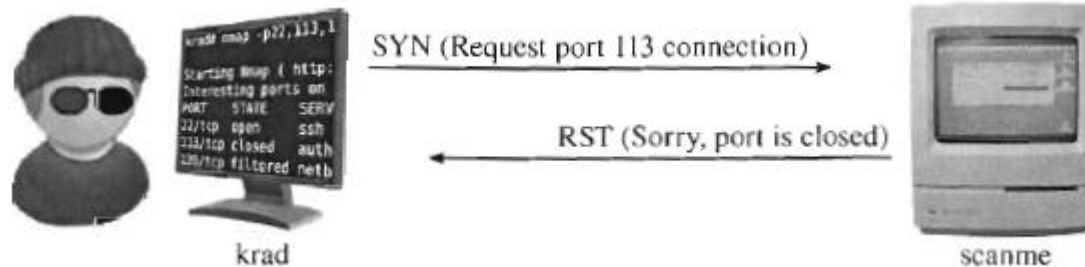 krad# nmap -p22,113,1
Starting Nmap ( http:
Interesting ports on
PORT STATE SERV
22/tcp open ssh
113/tcp closed auth
139/tcp filtered netb
SYN (Request port 113 connection)
RST (Sorry, port is closed)
krad
scanme